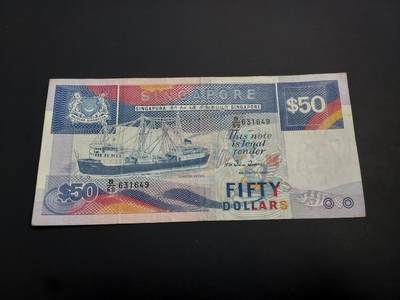 SINGAPORE
SINGAPURA
SINGAPORE
$50
631649
This note
is legal
tender
$50
631649
FIFTY
DOLLARS